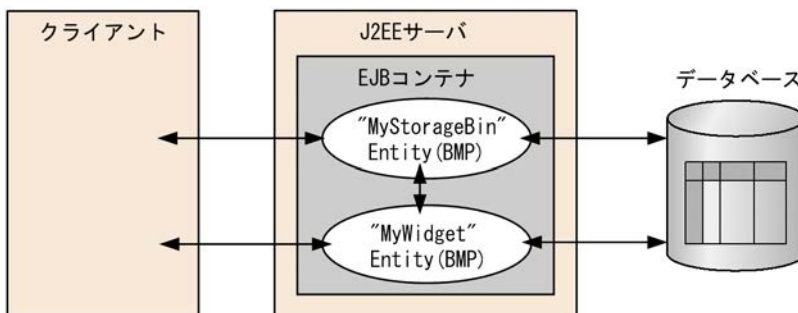 クライアント
J2EEサーバ
EJBコンテナ
データベース
"MyStorageBin"
Entity(BMP)
"MyWidget"
Entity(BMP)